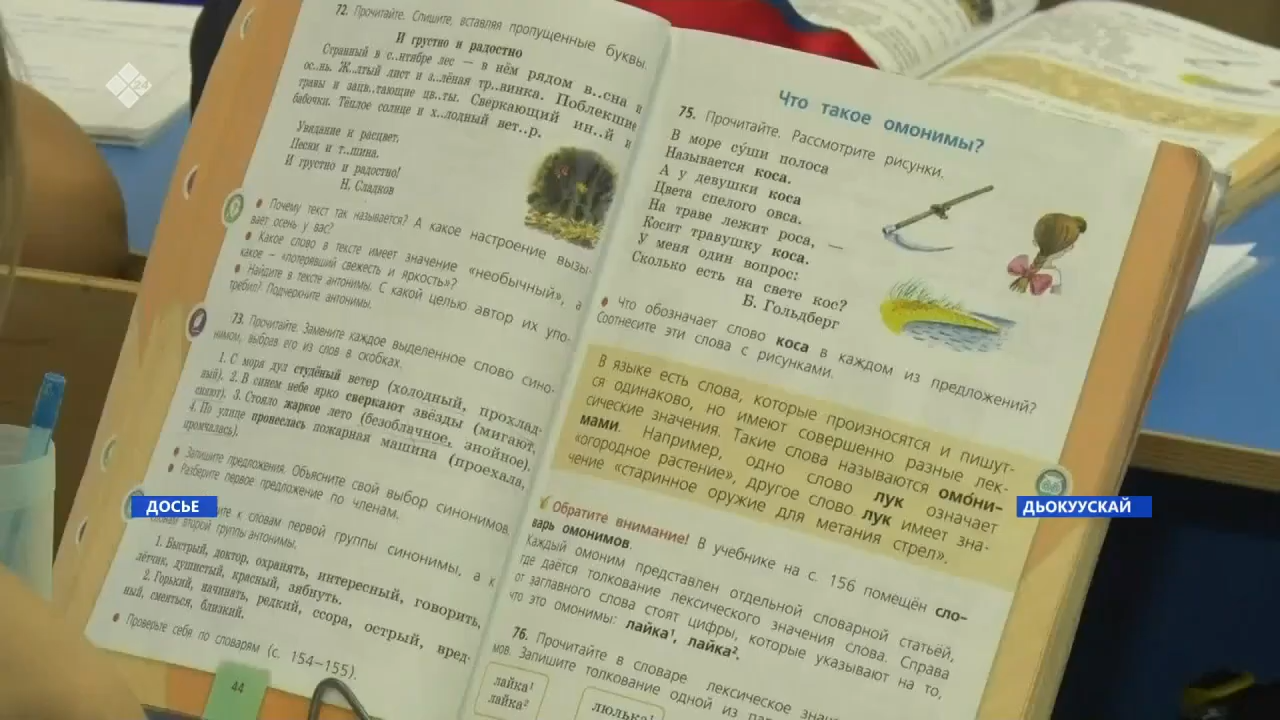 72. Прочитайте. Спишите, вставляя пропущенные буквы.
И грустно и радостно
Странный в с..нтябре лес — в нём рядом в..сна и
ос..нь. Ж..лтый лист и з..лёная тр..винка. Поблекшие
травы и зацв..тающие цв..ты. Сверкающий ин..й и
бабочки. Тёплое солнце и х..лодный вет..р.
Увядание и расцвет.
Песни и т..шина.
И грустно и радостно!
Н. Сладков
• Почему текст так называется? А какое настроение вызы-
вает осень у вас?
• Какое слово в тексте имеет значение «необычный», а
какое — «потерявший свежесть и яркость»?
• Найдите в тексте антонимы. С какой целью автор их упо-
требил? Подчеркните антонимы.
73. Прочитайте. Замените каждое выделенное слово сино-
нимом, выбрав его из слов в скобках.
1. С моря дул студёный ветер (холодный, прохлад-
ный). 2. В синем небе ярко сверкают звёзды (мигают,
сияют). 3. Стояло жаркое лето (безоблачное, знойное).
4. По улице пронеслась пожарная машина (проехала,
промчалась).
• Запишите предложения. Объясните свой выбор синонимов.
• Разберите первое предложение по членам.
к словам первой группы синонимы, а к
словам второй группы антонимы.
1. Быстрый, доктор, охранять, интересный, говорить,
лётчик, душистый, красный, зябнуть.
2. Горький, начинать, редкий, ссора, острый, вред-
ный, смеяться, близкий.
• Проверьте себя по словарям (с. 154–155).
44
Что такое омонимы?
75. Прочитайте. Рассмотрите рисунки.
В море су́ши полоса
Называется коса.
А у девушки коса
Цвета спелого овса.
На траве лежит роса, —
Косит травушку коса.
У меня один вопрос:
Сколько есть на свете кос?
Б. Гольдберг
• Что обозначает слово коса в каждом из предложений?
Соотнесите эти слова с рисунками.
В языке есть слова, которые произносятся и пишут-
ся одинаково, но имеют совершенно разные лек-
сические значения. Такие слова называются омо́ни-
мами. Например, одно слово лук означает
«огородное растение», другое слово лук имеет зна-
чение «старинное оружие для метания стрел».
Обратите внимание! В учебнике на с. 156 помещён сло-
варь омонимов.
Каждый омоним представлен отдельной словарной статьёй,
где даётся толкование лексического значения слова. Справа
от заглавного слова стоят цифры, которые указывают на то,
что это омонимы: лайка¹, лайка².
76. Прочитайте в словаре лексическое
мов. Запишите толкование одной из
лайка¹
лайка²
люлька¹
24
ДОСЬЕ
ДЬОКУУСКАЙ